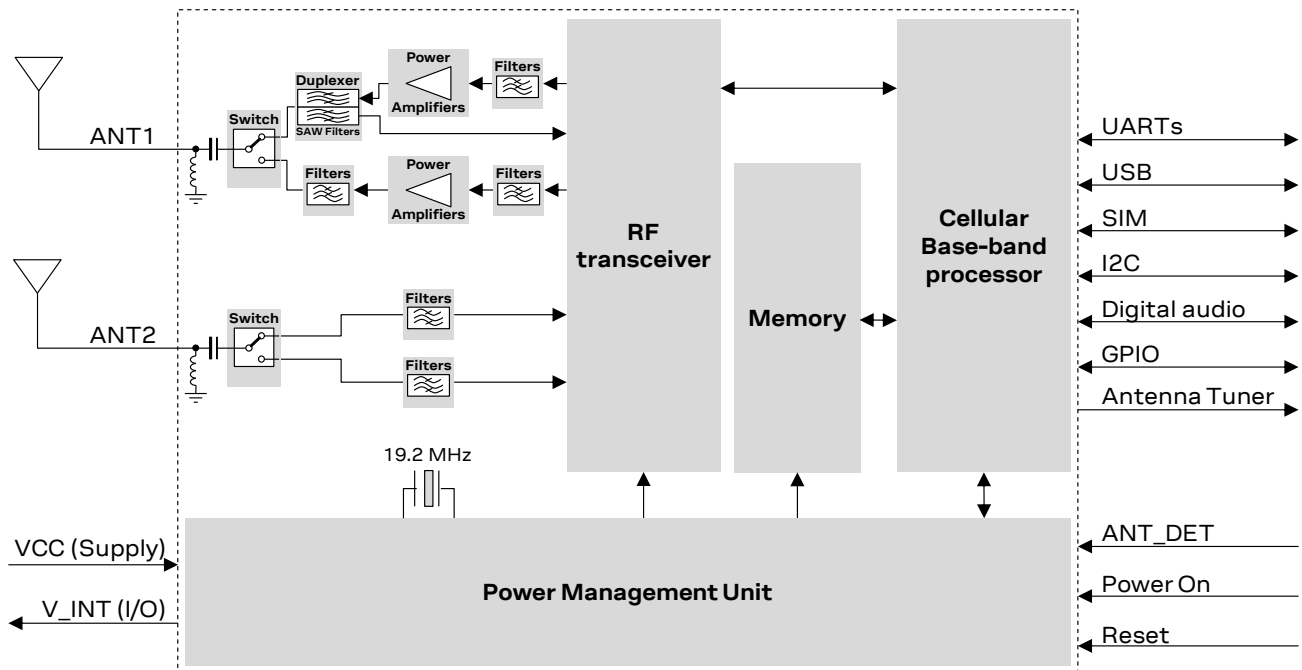 Power
Amplifiers
Filters
Duplexer
SAW Filters
Switch
ANT1
Filters
Power
Amplifiers
Filters
RF
transceiver
Cellular
Base-band
processor
Memory
UARTs
USB
SIM
I2C
Digital audio
GPIO
Antenna Tuner
Filters
Switch
ANT2
Filters
19.2 MHz
VCC (Supply)
V_INT (I/O)
Power Management Unit
ANT_DET
Power On
Reset